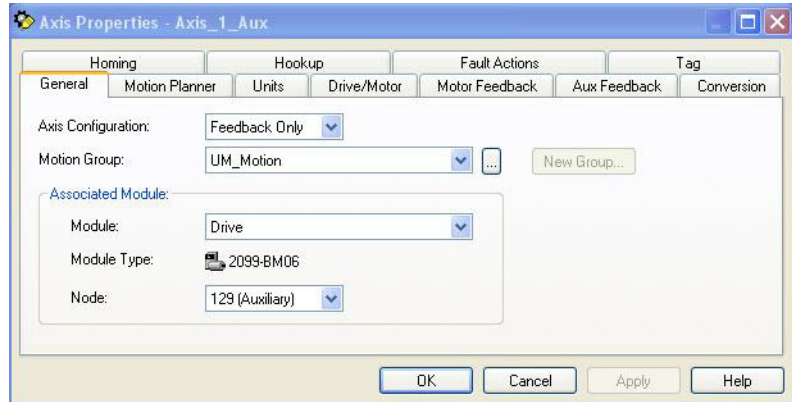 Axis Properties - Axis_1_Aux
Homing Hookup Fault Actions Tag
General Motion Planner Units Drive/Motor Motor Feedback Aux Feedback Conversion
Axis Configuration: Feedback Only
Motion Group: UM_Motion ... New Group...
Associated Module:
Module: Drive
Module Type: 2099-BM06
Node: 129 (Auxiliary)
OK Cancel Apply Help